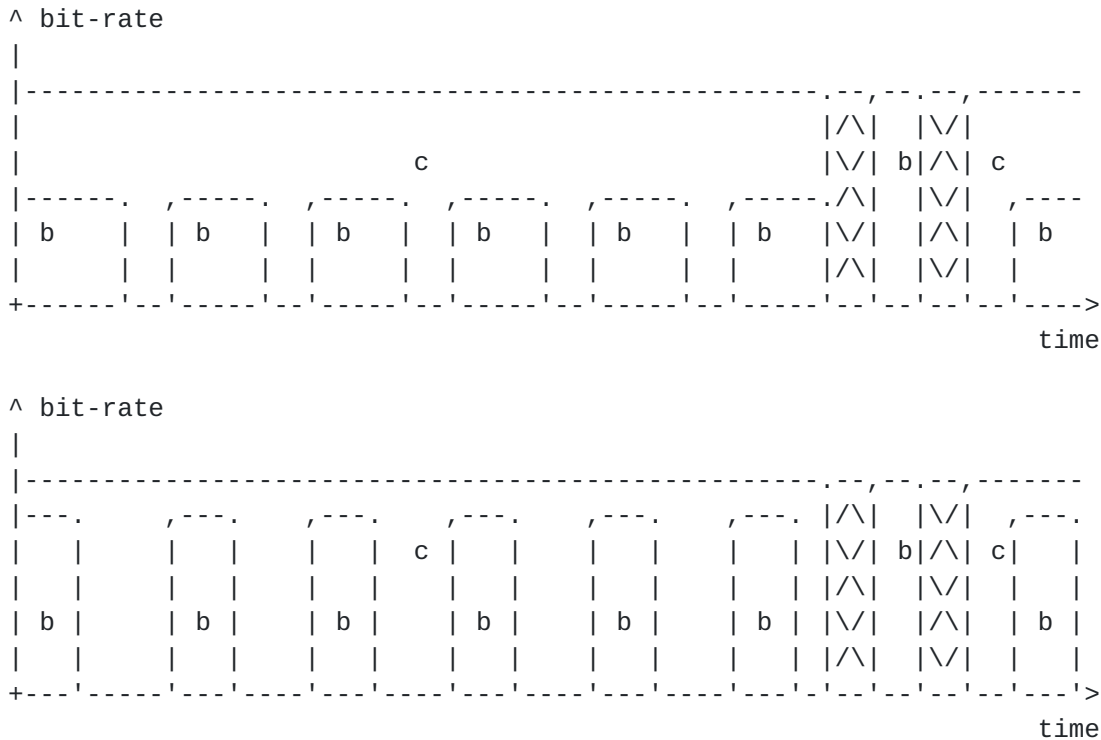 ^ bit-rate
|
|---------------------------------------------------.--,--.--,-------
|                                                   |/\|  |\/|
|                         c                         |\/| b|/\| c
|------.  ,-----.  ,-----.  ,-----.  ,-----.  ,-----./\|  |\/|  ,----
| b    |  | b   |  | b   |  | b   |  | b   |  | b   |\/|  |/\|  | b
|      |  |     |  |     |  |     |  |     |  |     |/\|  |\/|  |
+------'--'-----'--'-----'--'-----'--'-----'--'-----'--'--'--'--'---->
                                                                  time
^ bit-rate
|
|---------------------------------------------------.--,--.--,-------
|---.     ,---.    ,---.    ,---.    ,---.    ,---. |/\|  |\/|  ,---.
|   |     |   |    |   |  c |   |    |   |    |   | |\/| b|/\| c|   |
|   |     |   |    |   |    |   |    |   |    |   | |/\|  |\/|  |   |
| b |     | b |    | b |    | b |    | b |    | b | |\/|  |/\|  | b |
|   |     |   |    |   |    |   |    |   |    |   | |/\|  |\/|  |   |
+---'-----'---'----'---'----'---'----'---'----'---'-'--'--'--'--'---'>
                                                                  time